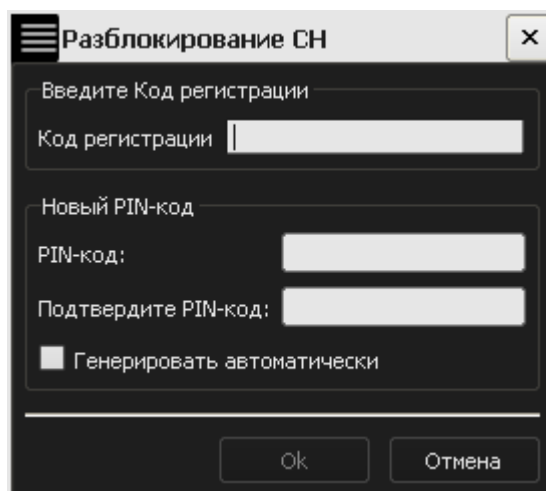 Разблокирование СН
Введите Код регистрации
Код регистрации
Новый PIN-код
PIN-код:
Подтвердите PIN-код:
Генерировать автоматически
Ok
Отмена